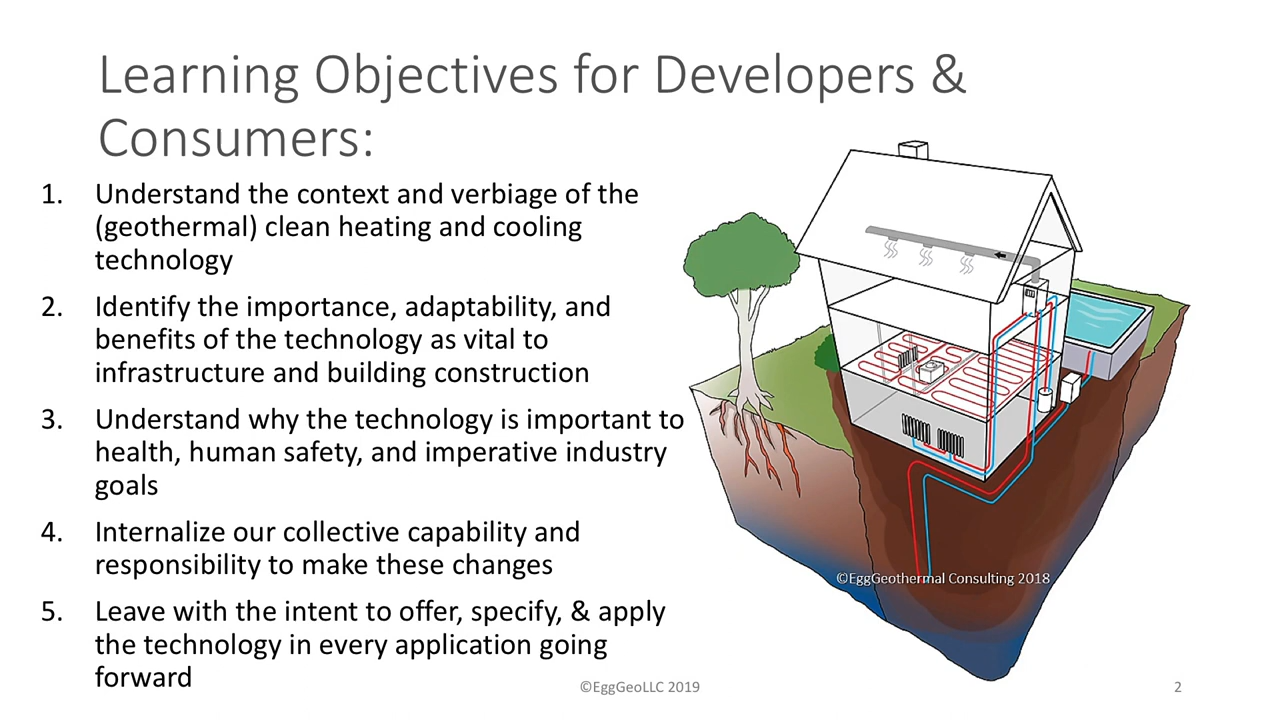 Learning Objectives for Developers &
Consumers:
1. Understand the context and verbiage of the
(geothermal) clean heating and cooling
technology
2. Identify the importance, adaptability, and
benefits of the technology as vital to
infrastructure and building construction
3. Understand why the technology is important to
health, human safety, and imperative industry
goals
4. Internalize our collective capability and
responsibility to make these changes
5. Leave with the intent to offer, specify, & apply
the technology in every application going
forward
©EggGeothermal Consulting 2018
©EggGeoLLC 2019
2